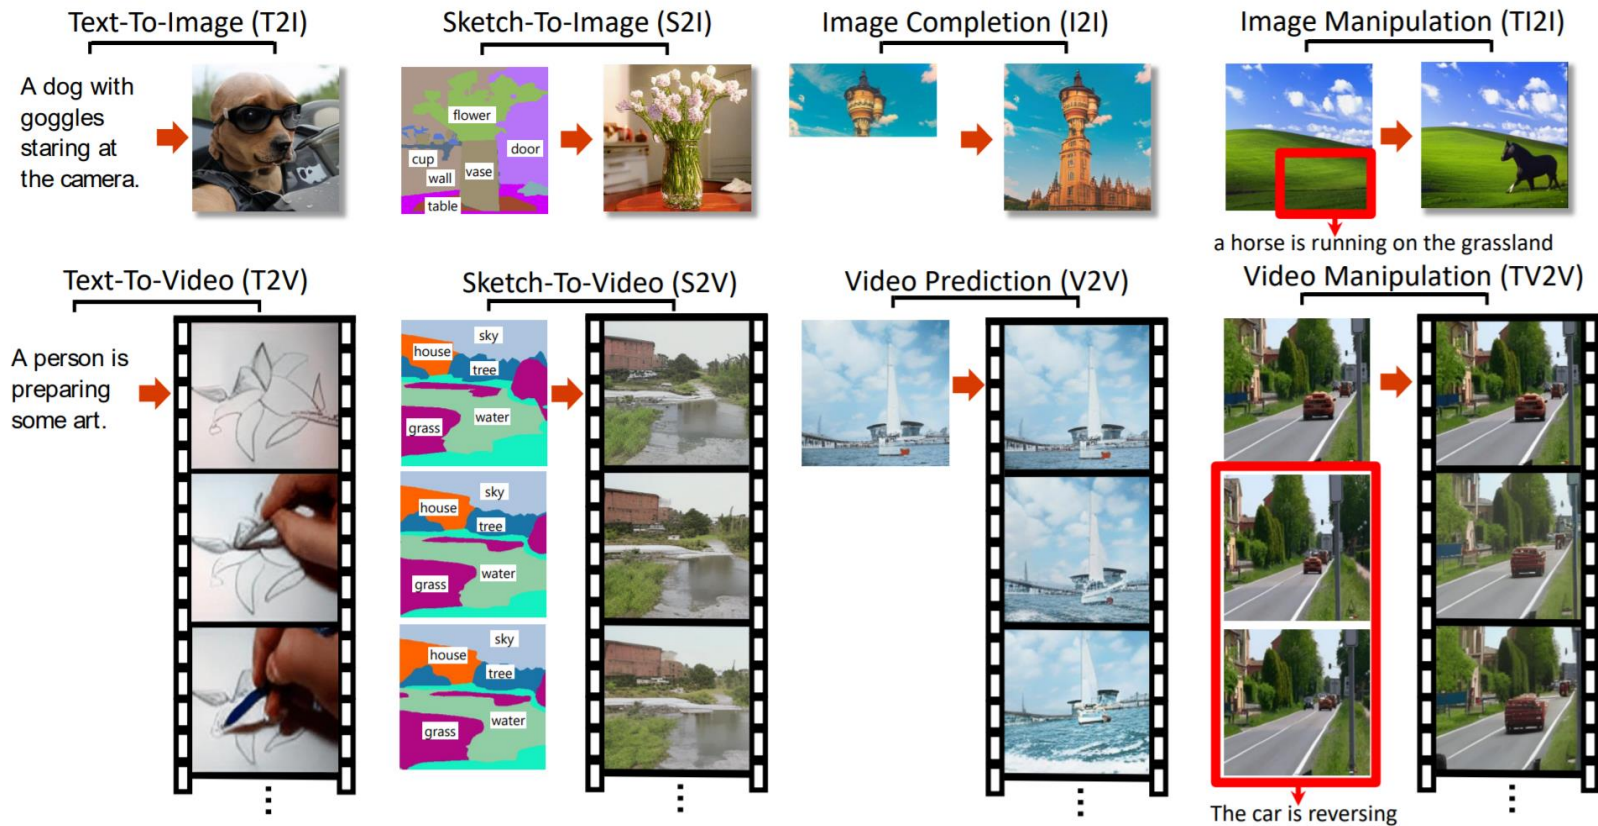 Text-To-Image (T2I)
A dog with
goggles
staring at
the camera.
Sketch-To-Image (S2I)
flower
door
cup
vase
wall
table
Image Completion (I2I)
Image Manipulation (TI2I)
a horse is running on the grassland
Text-To-Video (T2V)
A person is
preparing
some art.
Sketch-To-Video (S2V)
sky
house
tree
water
grass
sky
house
tree
water
grass
sky
house
tree
water
grass
Video Prediction (V2V)
Video Manipulation (TV2V)
The car is reversing